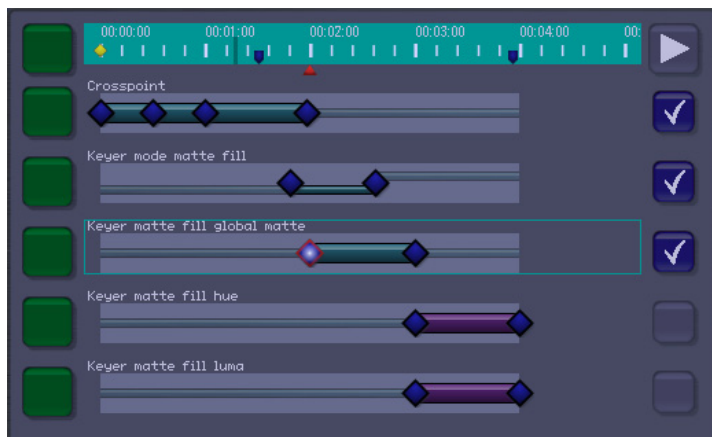 00:00:00 00:01:00 00:02:00 00:03:00 00:04:00 00:
Crosspoint
Keyer mode matte fill
Keyer matte fill global matte
Keyer matte fill hue
Keyer matte fill luma